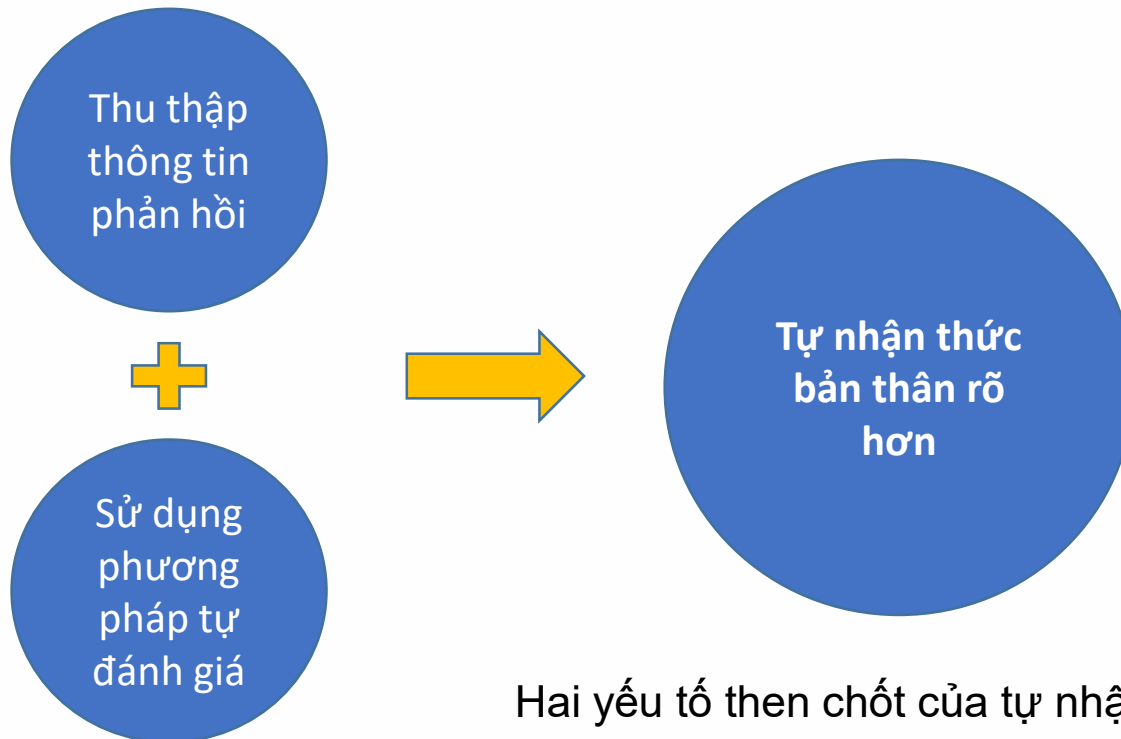 Thu thập
thông tin
phản hồi
Sử dụng
phương
pháp tự
đánh giá
Tự nhận thức
bản thân rõ
hơn
Hai yếu tố then chốt của tự nhậ